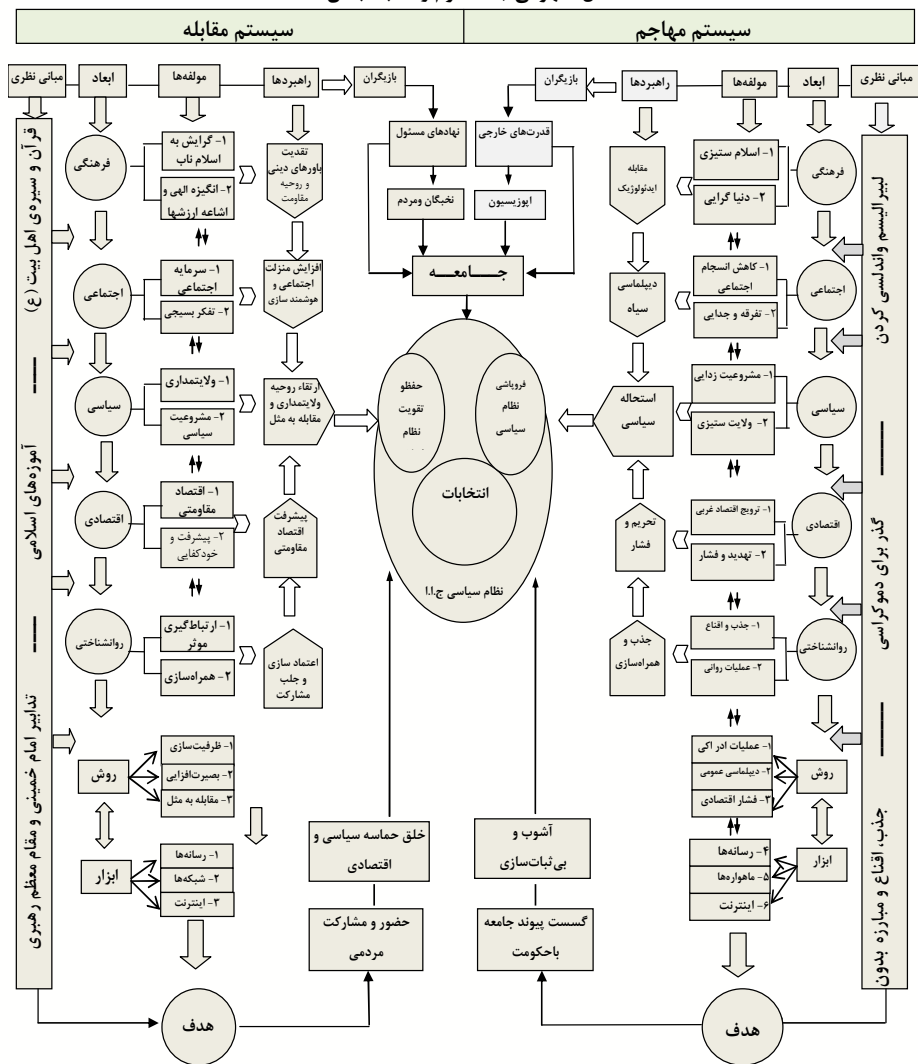 سیستم مهاجم
سیستم مقابله
مبانی نظری
ابعاد
مولفه‌ها
راهبردها
بازیگران
بازیگران
راهبردها
مولفه‌ها
ابعاد
مبانی نظری
لیبرالیسم واندلسی کردن
گذر برای دموکراسی
جذب، اقناع و مبارزه بدون
فرهنگی
۱- اسلام ستیزی
۲- دنیا گرایی
مقابله
ایدئولوژیک
اجتماعی
۱- کاهش انسجام
اجتماعی
۲- تفرقه و جدایی
دیپلماسی
سیاه
سیاسی
۱- مشروعیت زدایی
۲- ولایت ستیزی
استحاله
سیاسی
اقتصادی
۱- ترویج اقتصاد غربی
۲- تهدید و فشار
تحریم و
فشار
روانشناختی
۱- جذب و اقناع
۲- عملیات روانی
جذب و
همراه‌سازی
روش
۱- عملیات ادراکی
۲- دیپلماسی عمومی
۳- فشار اقتصادی
ابزار
۴- رسانه‌ها
۵- ماهواره‌ها
۶- اینترنت
هدف
قدرت‌های خارجی
اپوزیسیون
نهادهای مسئول
نخبگان ومردم
جـــامعـــه
فروپاشی
نظام
سیاسی
حفظو
تقویت
نظام
انتخابات
نظام سیاسی ج.ا.ا
آشوب و
بی‌ثبات‌سازی
گسست پیوند جامعه
باحکومت
خلق حماسه سیاسی و
اقتصادی
حضور و مشارکت
مردمی
تقدیت
باورهای دینی
و روحیه
مقاومت
۱- گرایش به
اسلام ناب
۲- انگیزه الهی و
اشاعه ارزشها
فرهنگی
افزایش منزلت
اجتماعی و
هوشمند سازی
۱- سرمایه
اجتماعی
۲- تفکر بسیجی
اجتماعی
ارتقاء روحیه
ولایتمداری و
مقابله به مثل
۱- ولایتمداری
۲- مشروعیت
سیاسی
سیاسی
پیشرفت
اقتصاد
مقاومتی
۱- اقتصاد
مقاومتی
۲- پیشرفت و
خودکفایی
اقتصادی
اعتماد سازی
و جلب
مشارکت
۱- ارتباط‌گیری
موثر
۲- همراه‌سازی
روانشناختی
۱- ظرفیت‌سازی
۲- بصیرت‌افزایی
۳- مقابله به مثل
روش
۱- رسانه‌ها
۲- شبکه‌ها
۳- اینترنت
ابزار
هدف
قرآن و سیره‌ی اهل بیت (ع)
آموزه‌های اسلامی
تدابیر امام خمینی و مقام معظم رهبری